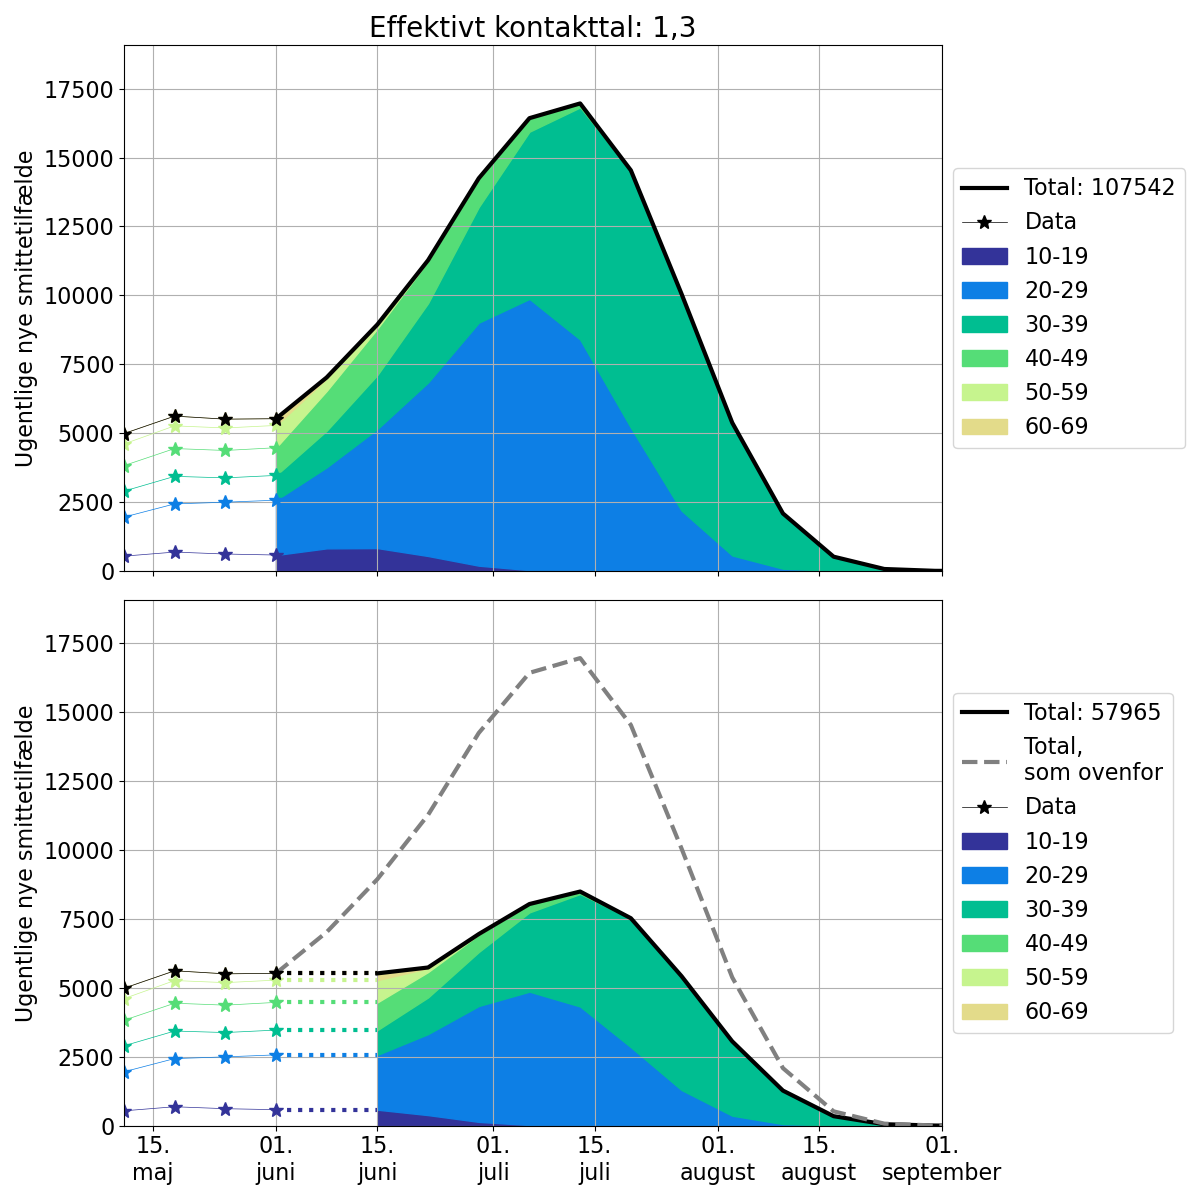 Effektivt kontakttal: 1,3
Ugentlige nye smittetilfælde
17500
15000
12500
10000
7500
5000
2500
0
Total: 107542
Data
10-19
20-29
30-39
40-49
50-59
60-69
Ugentlige nye smittetilfælde
17500
15000
12500
10000
7500
5000
2500
0
15. maj
01. juni
15. juni
01. juli
15. juli
01. august
15. august
01. september
Total: 57965
Total,
som ovenfor
Data
10-19
20-29
30-39
40-49
50-59
60-69